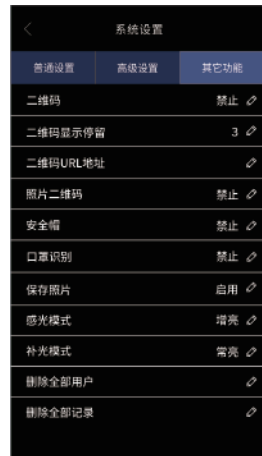 系统设置
普通设置 高级设置 其它功能
二维码 禁止
二维码显示停留 3
二维码URL地址
照片二维码 禁止
安全帽 禁止
口罩识别 禁止
保存照片 启用
感光模式 增亮
补光模式 常亮
删除全部用户
删除全部记录